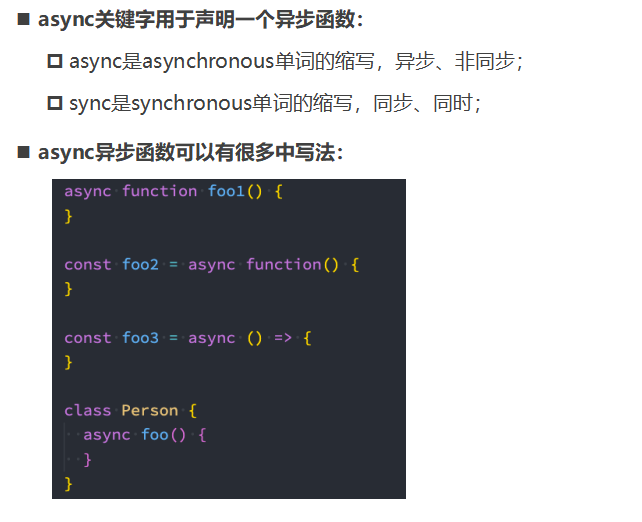 ■ async关键字用于声明一个异步函数：
async是asynchronous单词的缩写，异步、非同步；
sync是synchronous单词的缩写，同步、同时；
■ async异步函数可以有很多中写法：
async function foo1() {
}
const foo2 = async function() {
}
const foo3 = async () => {
}
class Person {
  async foo() {
  }
}